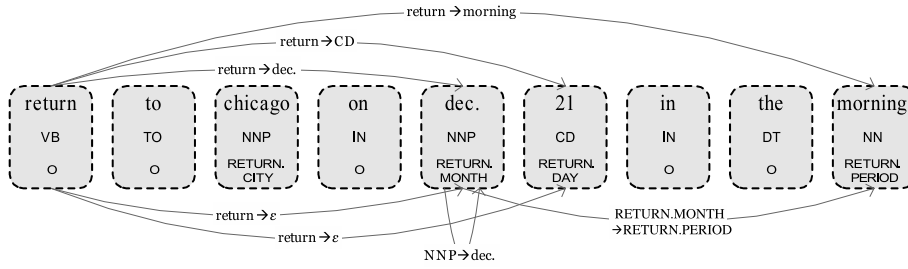 return→morning
return→CD
return→dec.
return to chicago on dec. 21 in the morning
VB TO NNP IN NNP CD IN DT NN
O O RETURN. CITY O RETURN. MONTH RETURN. DAY O O RETURN. PERIOD
return→ε
return→ε
RETURN.MONTH
→RETURN.PERIOD
NNP→dec.